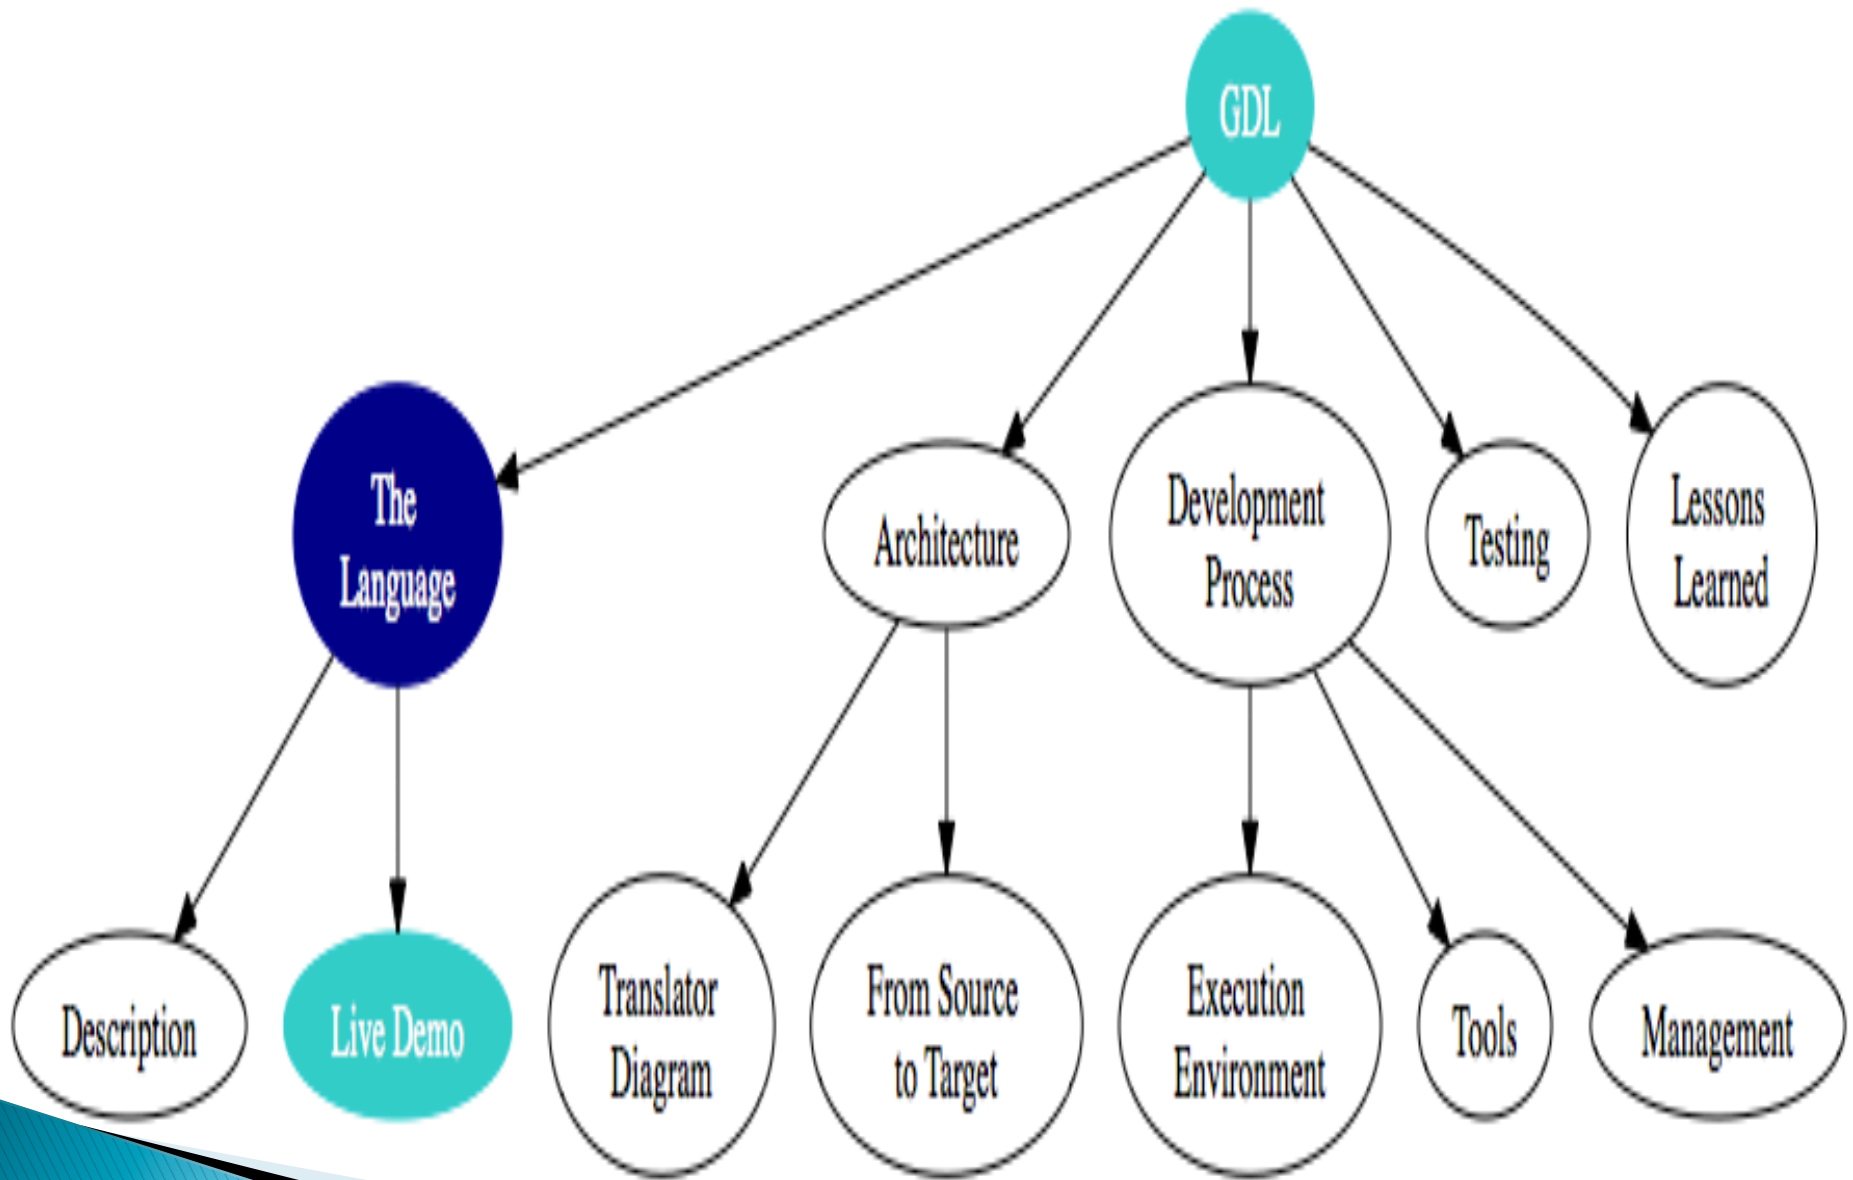 GDL
The
Language
Architecture
Development
Process
Testing
Lessons
Learned
Description
Live Demo
Translator
Diagram
From Source
to Target
Execution
Environment
Tools
Management